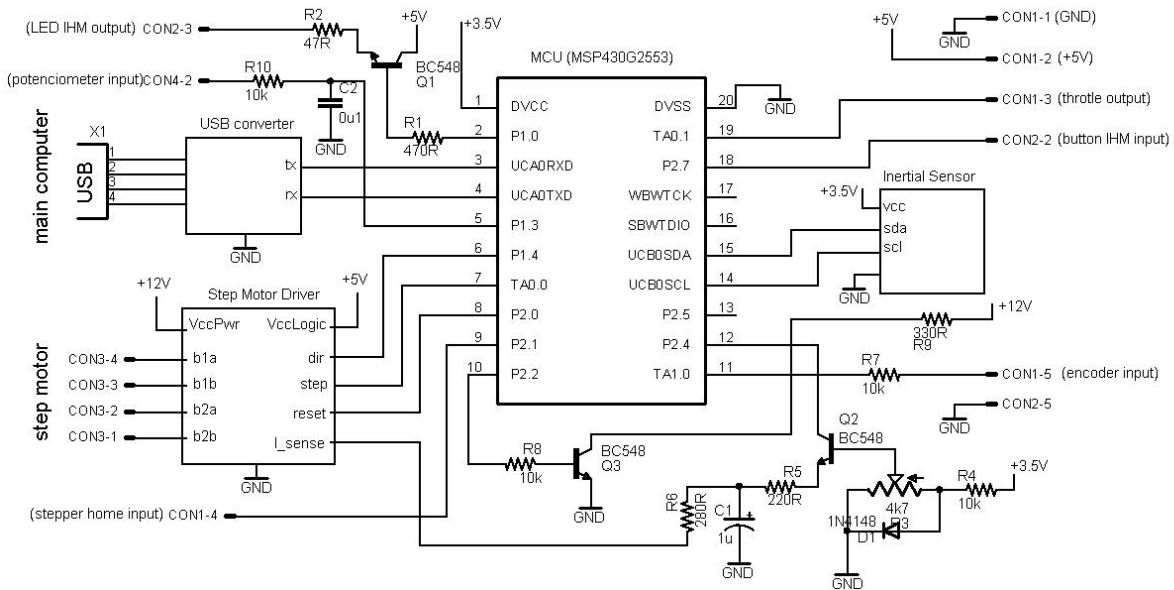 (LED IHM output) CON2-3
R2
47R
+5V
+3.5V
BC548
Q1
(potenciometer input)CON4-2
R10
10k
C2
0u1
GND
R1
470R
MCU (MSP430G2553)
1 DVCC
2 P1.0
3 UCA0RXD
4 UCA0TXD
5 P1.3
6 P1.4
7 TA0.0
8 P2.0
9 P2.1
10 P2.2
DVSS 20
TA0.1 19
P2.7 18
WBWTCK 17
SBWTDIO 16
UCB0SDA 15
UCB0SCL 14
P2.5 13
P2.4 12
TA1.0 11
GND
+5V
GND
CON1-1 (GND)
CON1-2 (+5V)
CON1-3 (throtle output)
CON2-2 (button IHM input)
main computer
X1
USB
1
2
3
4
USB converter
tx
rx
GND
Inertial Sensor
+3.5V
vcc
sda
scl
GND
step motor
Step Motor Driver
+12V
+5V
VccPwr
VccLogic
b1a
b1b
b2a
b2b
dir
step
reset
I_sense
GND
CON3-4
CON3-3
CON3-2
CON3-1
(stepper home input) CON1-4
+12V
330R
R9
R7
10k
CON1-5 (encoder input)
GND
CON2-5
R8
10k
BC548
Q3
GND
Q2
BC548
R6
280R
R5
220R
C1
+
1u
GND
+3.5V
R4
10k
4k7
R3
1N4148
D1
GND